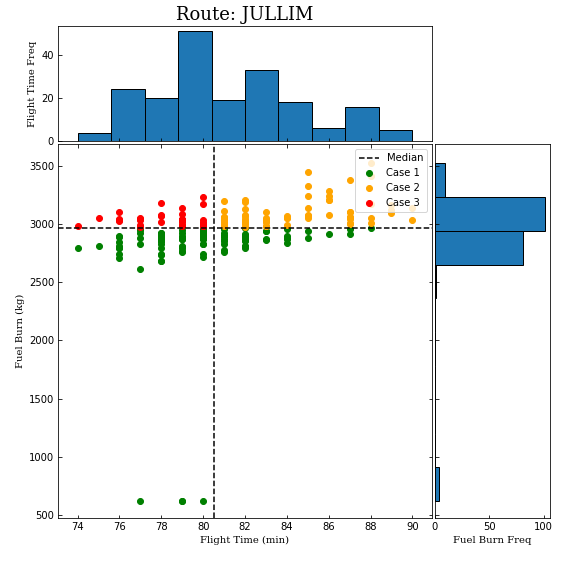 Route: JULLIM
Flight Time Freq
40
20
0
Median
Case 1
Case 2
Case 3
Fuel Burn (kg)
3500
3000
2500
2000
1500
1000
500
74 76 78 80 82 84 86 88 90
Flight Time (min)
0 50 100
Fuel Burn Freq